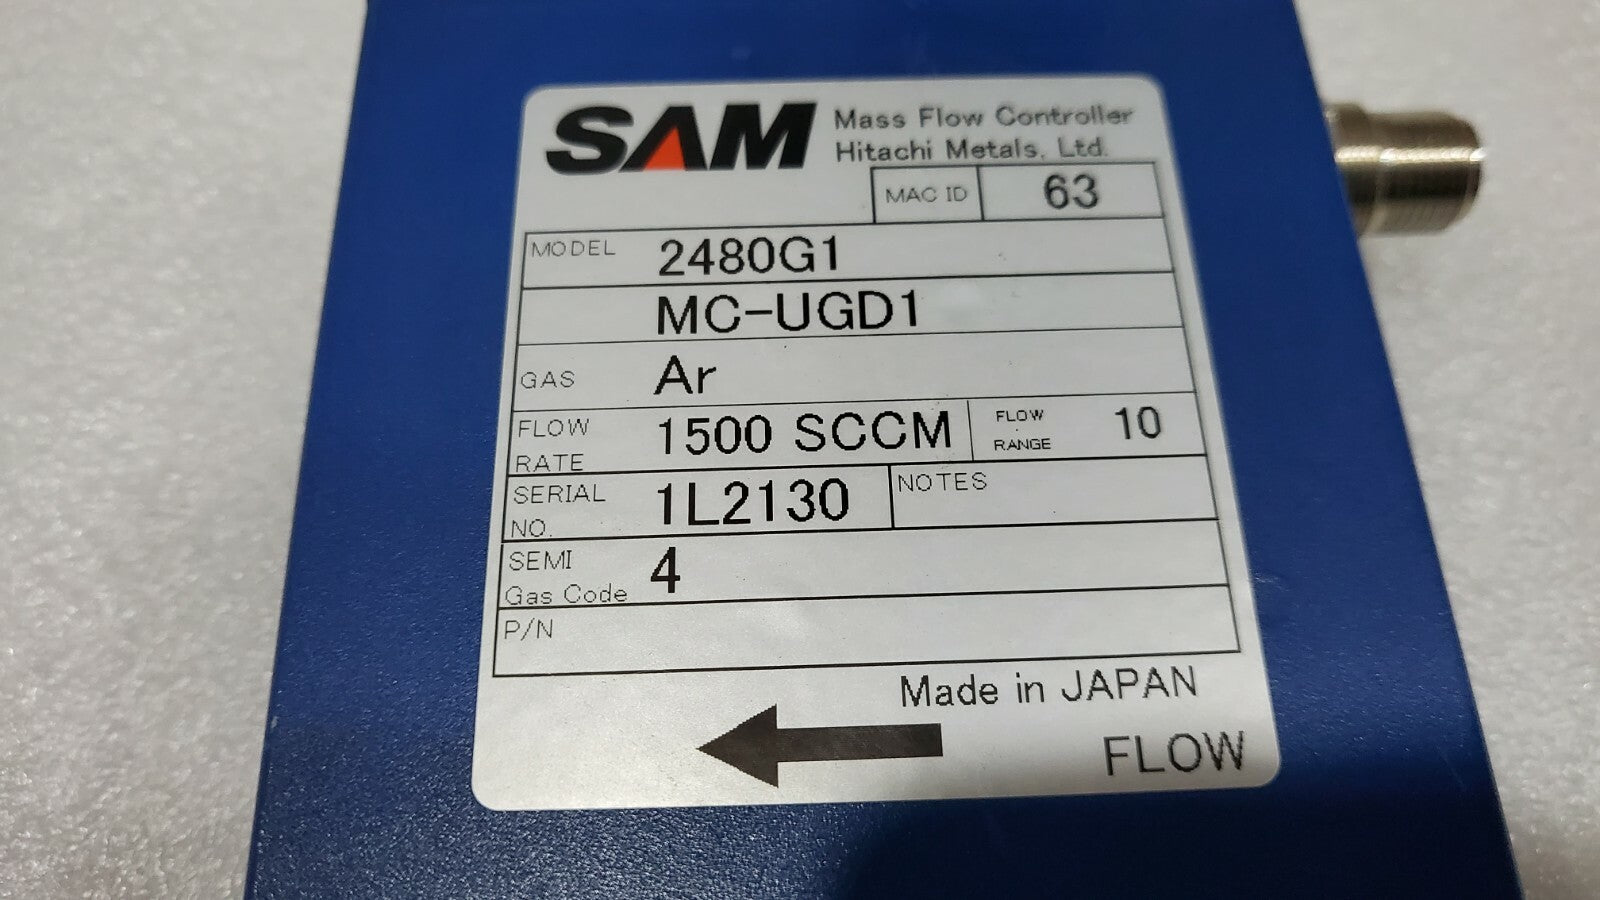 SAM
Mass Flow Controller
Hitachi Metals, Ltd.
MAC ID 63
MODEL 2480G1
MC-UGD1
GAS Ar
FLOW RATE 1500 SCCM FLOW RANGE 10
SERIAL NO. 1L2130 NOTES
SEMI Gas Code 4
P/N
Made in JAPAN
FLOW